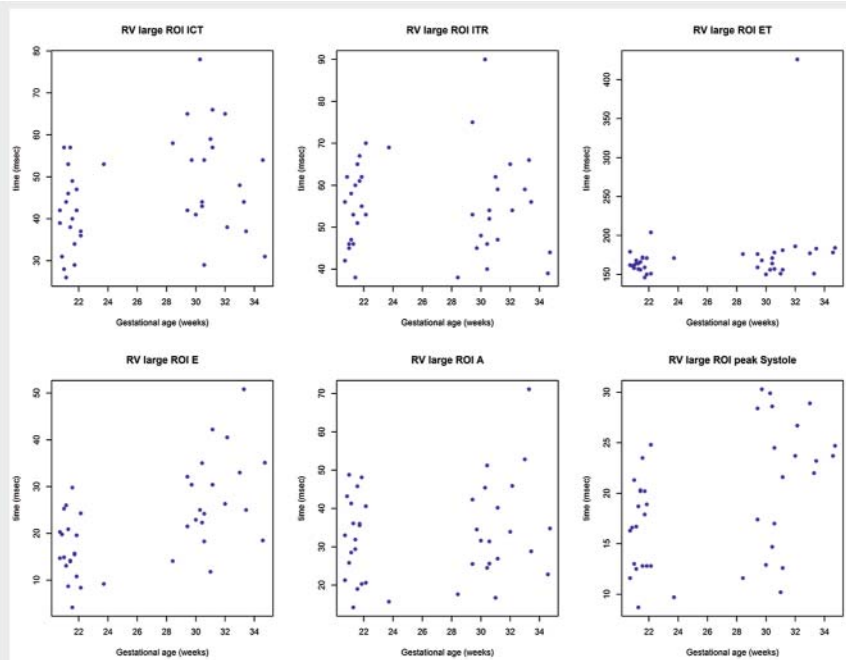 RV large ROI ICT
RV large ROI ITR
RV large ROI ET
time (msec)
80
70
60
50
40
30
22 24 26 28 30 32 34
Gestational age (weeks)
time (msec)
90
80
70
60
50
40
22 24 26 28 30 32 34
Gestational age (weeks)
time (msec)
400
350
300
250
200
150
22 24 26 28 30 32 34
Gestational age (weeks)
RV large ROI E
RV large ROI A
RV large ROI peak Systole
time (msec)
50
40
30
20
10
22 24 26 28 30 32 34
Gestational age (weeks)
time (msec)
70
60
50
40
30
20
22 24 26 28 30 32 34
Gestational age (weeks)
time (msec)
30
25
20
15
10
22 24 26 28 30 32 34
Gestational age (weeks)